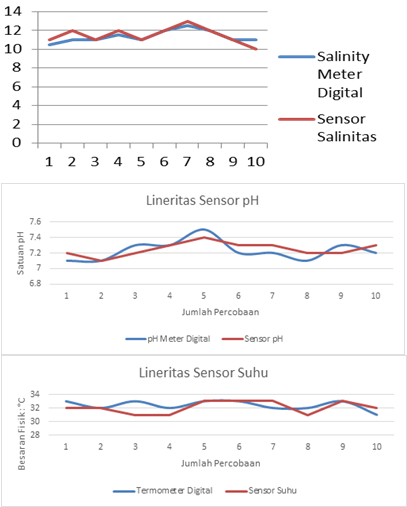 14
12
10
8
6
4
2
0
1 2 3 4 5 6 7 8 9 10
Salinity
Meter
Digital
Sensor
Salinitas
Lineritas Sensor pH
Satuan pH
7.6
7.4
7.2
7
6.8
1 2 3 4 5 6 7 8 9 10
Jumlah Percobaan
pH Meter Digital Sensor pH
Lineritas Sensor Suhu
Besaran Fisik : °C
34
32
30
28
1 2 3 4 5 6 7 8 9 10
Jumlah Percobaan
Termometer Digital Sensor Suhu